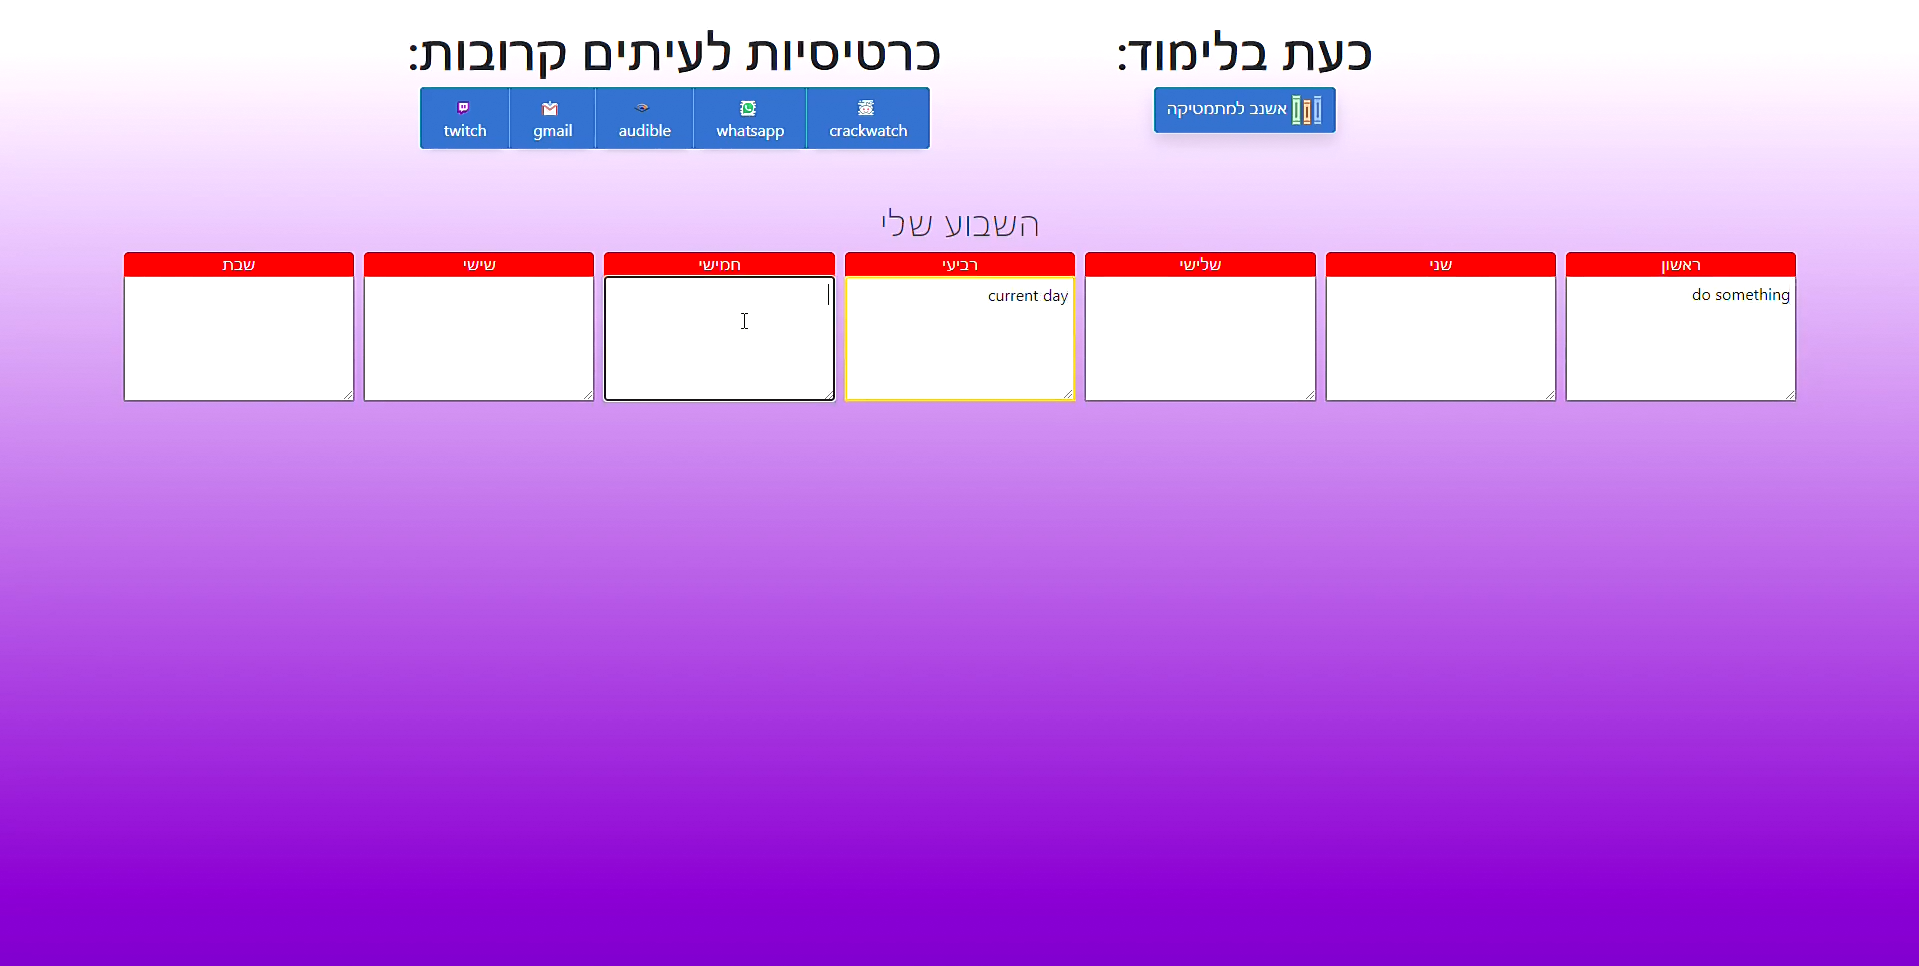 כעת בלימוד:
אשנב למתמטיקה
כרטיסיות לעיתים קרובות:
crackwatch
whatsapp
audible
gmail
twitch
השבוע שלי
ראשון
שני
שלישי
רביעי
חמישי
שישי
שבת
do something
current day